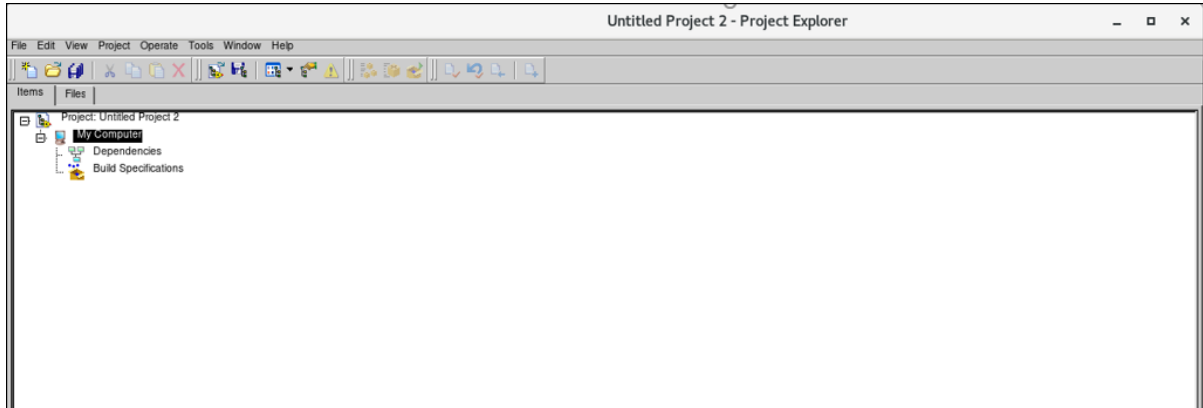 Untitled Project 2 - Project Explorer
File Edit View Project Operate Tools Window Help
Items Files
Project: Untitled Project 2
My Computer
Dependencies
Build Specifications